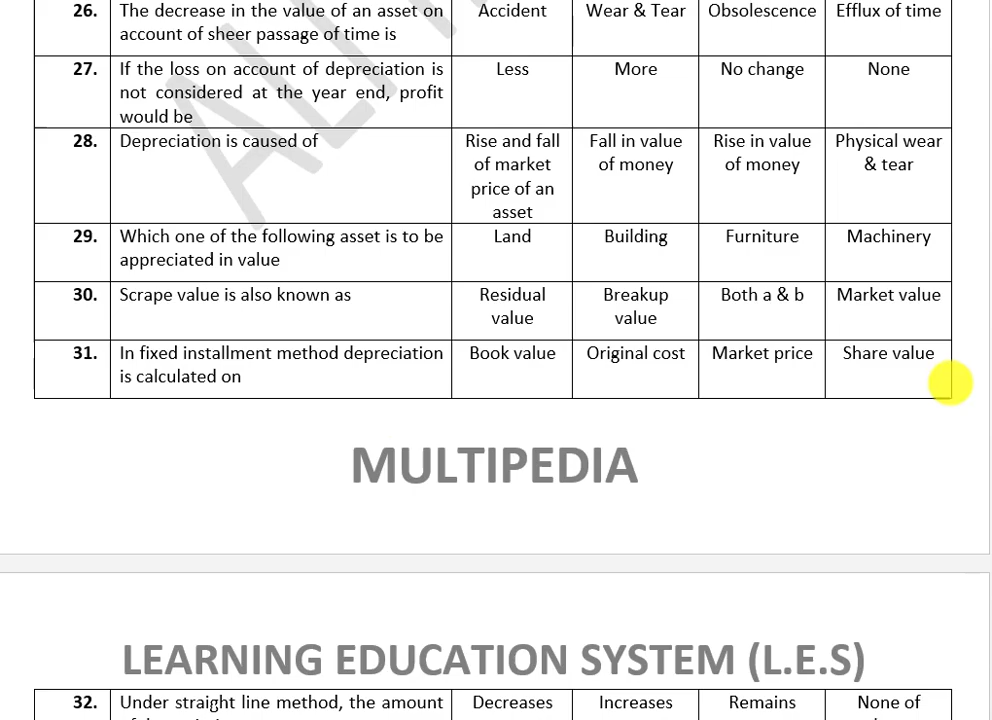 26. The decrease in the value of an asset on account of sheer passage of time is Accident Wear & Tear Obsolescence Efflux of time
27. If the loss on account of depreciation is not considered at the year end, profit would be Less More No change None
28. Depreciation is caused of Rise and fall of market price of an asset Fall in value of money Rise in value of money Physical wear & tear
29. Which one of the following asset is to be appreciated in value Land Building Furniture Machinery
30. Scrape value is also known as Residual value Breakup value Both a & b Market value
31. In fixed installment method depreciation is calculated on Book value Original cost Market price Share value
MULTIPEDIA
LEARNING EDUCATION SYSTEM (L.E.S)
32. Under straight line method, the amount Decreases Increases Remains None of